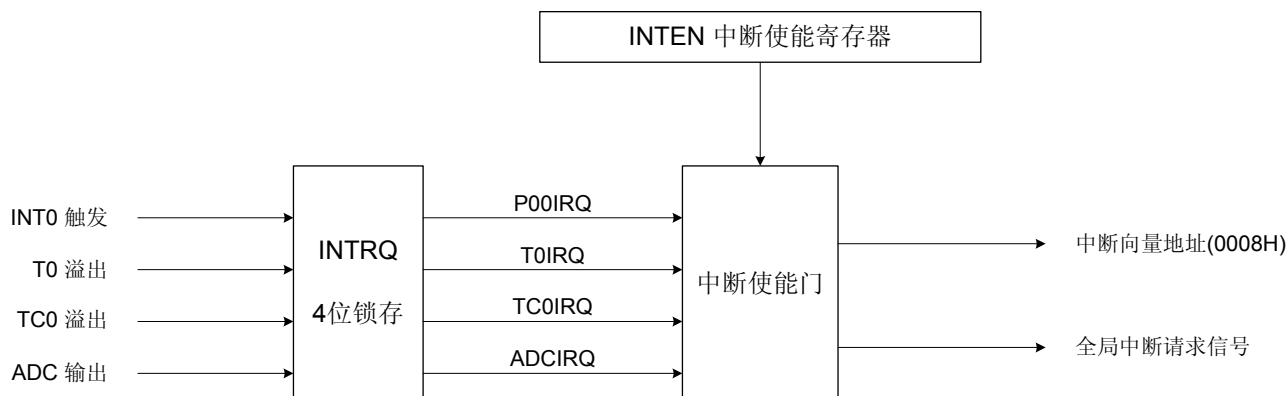 INTEN 中断使能寄存器
INT0 触发
T0 溢出
TC0 溢出
ADC 输出
INTRQ
4位锁存
P00IRQ
T0IRQ
TC0IRQ
ADCIRQ
中断使能门
中断向量地址(0008H)
全局中断请求信号